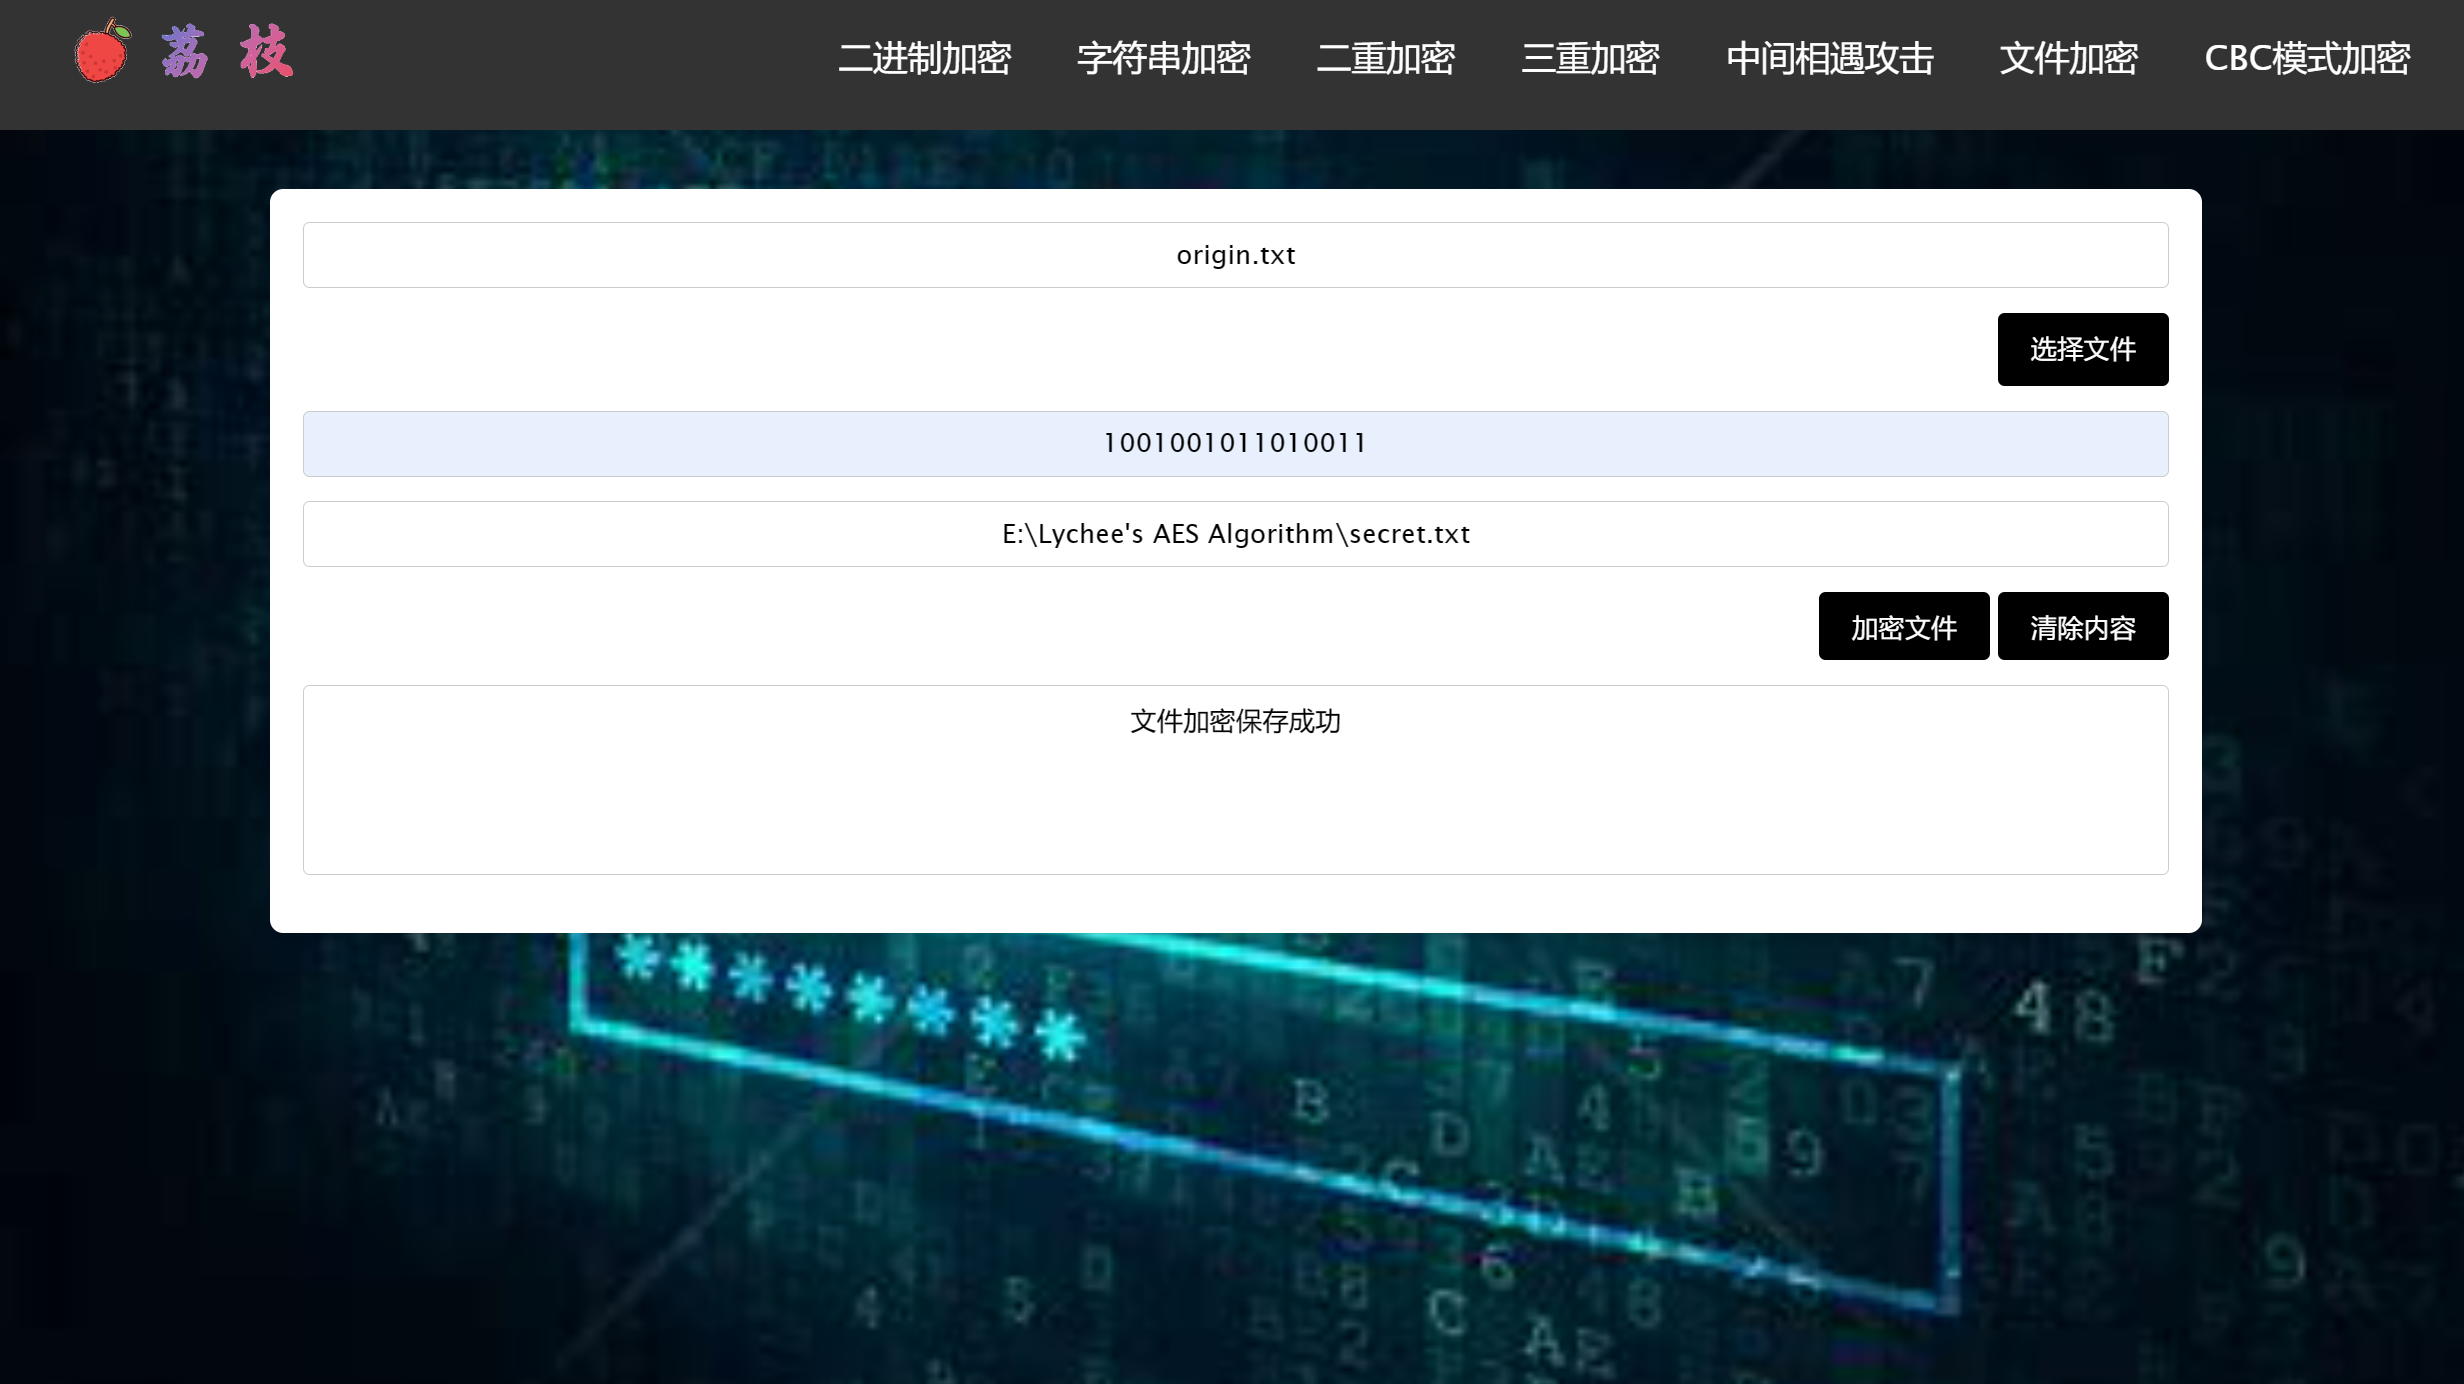 荔枝
二进制加密 字符串加密 二重加密 三重加密 中间相遇攻击 文件加密 CBC模式加密
origin.txt
选择文件
1001001011010011
E:\Lychee's AES Algorithm\secret.txt
加密文件 清除内容
文件加密保存成功
********